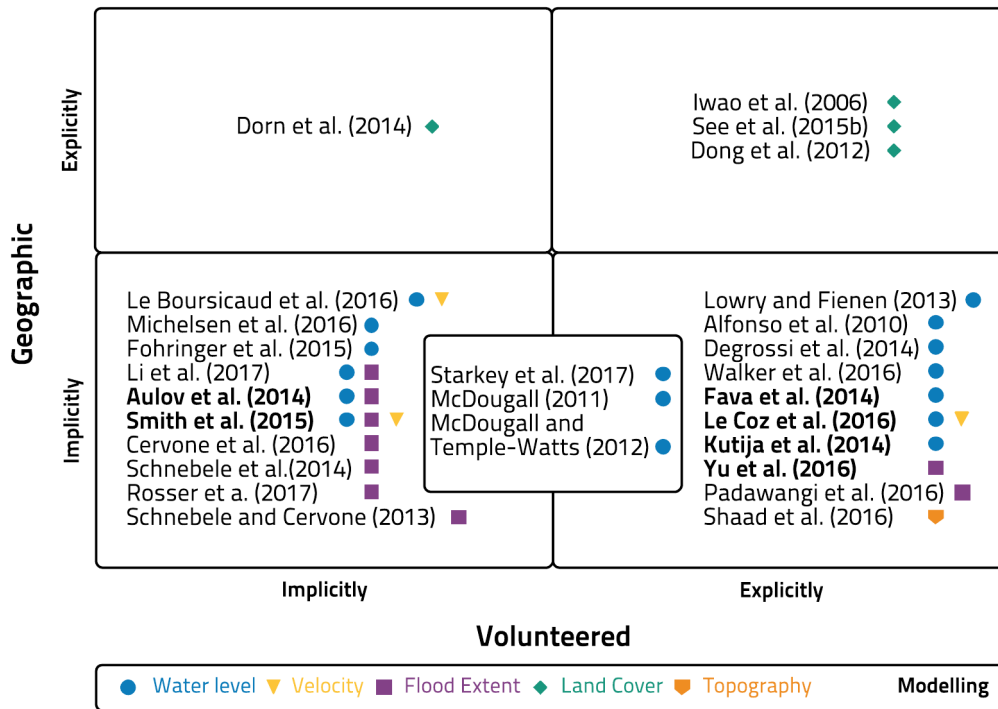 Geographic
Explicitly
Implicitly
Dorn et al. (2014)
Iwao et al. (2006)
See et al. (2015b)
Dong et al. (2012)
Le Boursicaud et al. (2016)
Michelsen et al. (2016)
Fohringer et al. (2015)
Li et al. (2017)
Aulov et al. (2014)
Smith et al. (2015)
Cervone et al. (2016)
Schnebele et al.(2014)
Rosser et a. (2017)
Schnebele and Cervone (2013)
Starkey et al. (2017)
McDougall (2011)
McDougall and
Temple-Watts (2012)
Lowry and Fienen (2013)
Alfonso et al. (2010)
Degrossi et al. (2014)
Walker et al. (2016)
Fava et al. (2014)
Le Coz et al. (2016)
Kutija et al. (2014)
Yu et al. (2016)
Padawangi et al. (2016)
Shaad et al. (2016)
Implicitly
Explicitly
Volunteered
Water level Velocity Flood Extent Land Cover Topography Modelling